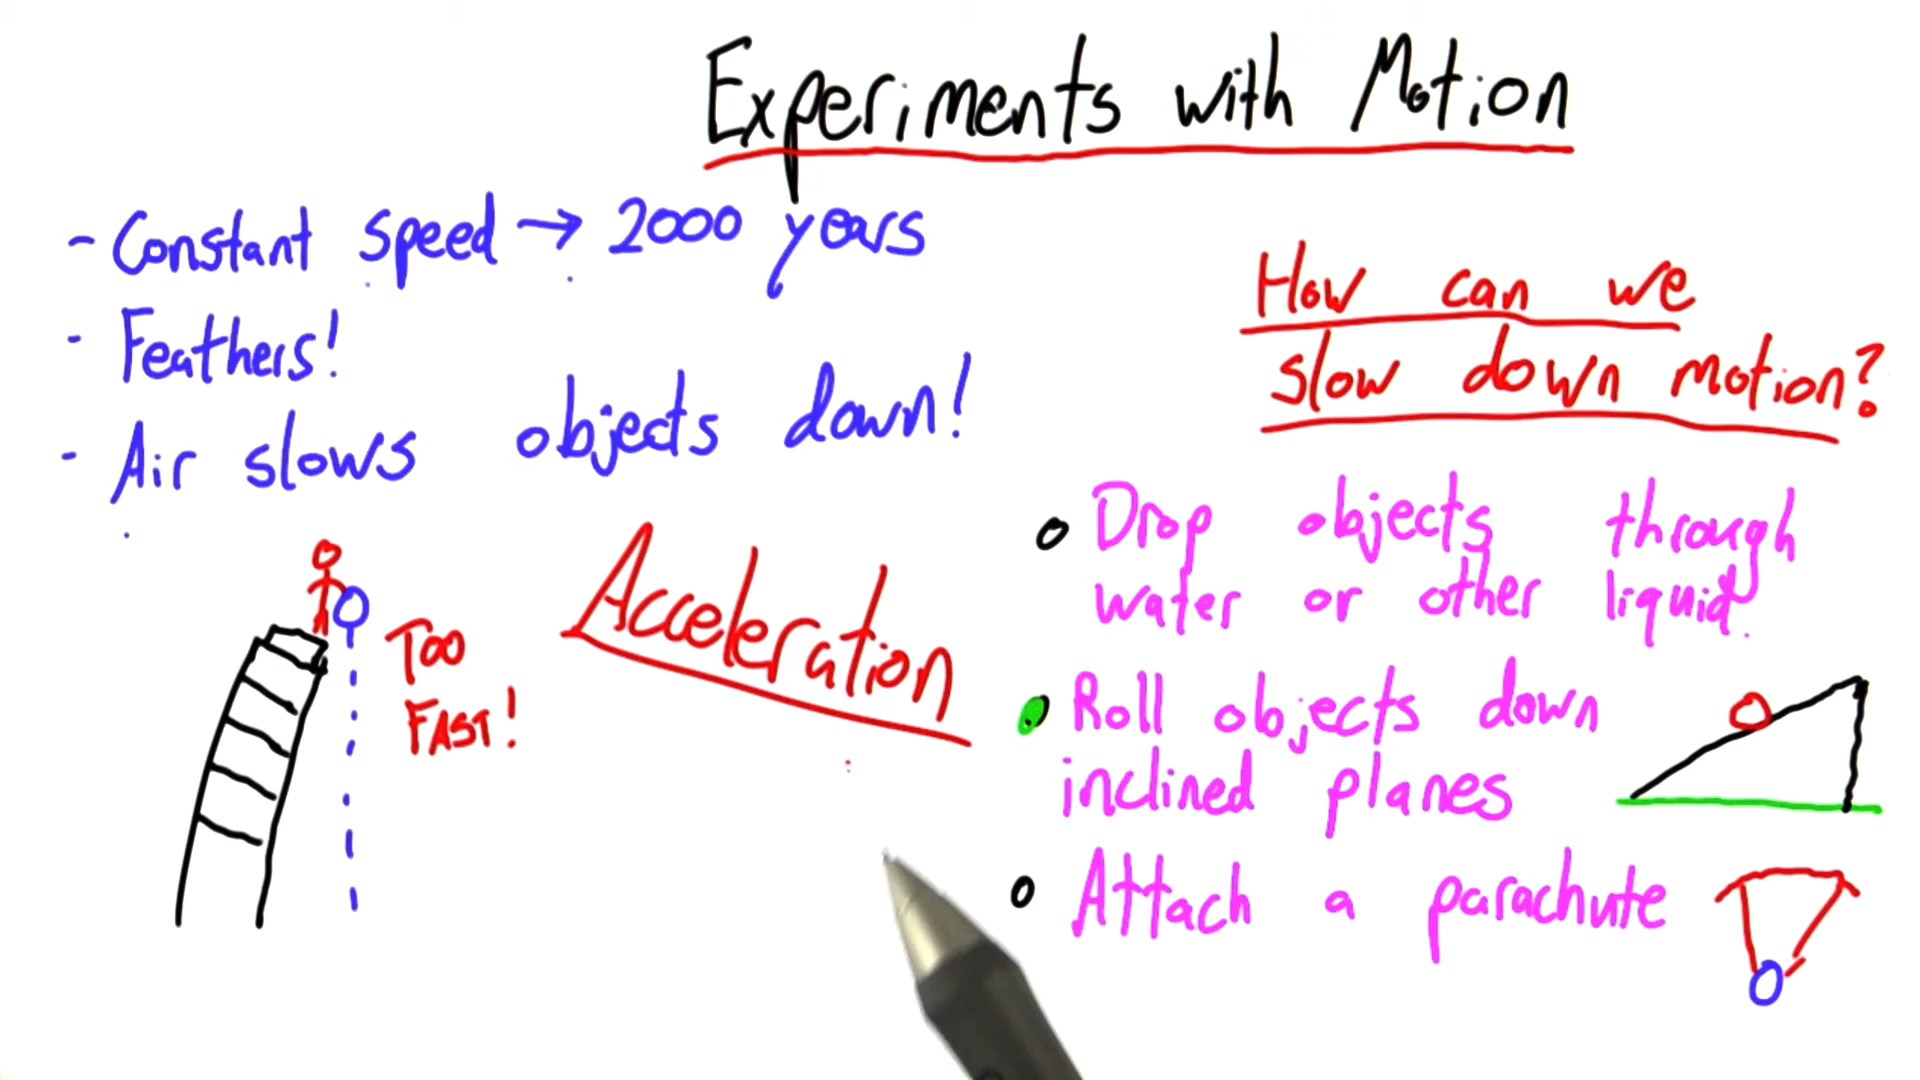 Experiments with Motion
- Constant speed → 2000 years
- Feathers!
- Air slows objects down!
TOO
FAST!
Acceleration
How can we
slow down motion?
Drop objects through
water or other liquid.
Roll objects down
inclined planes
Attach a parachute